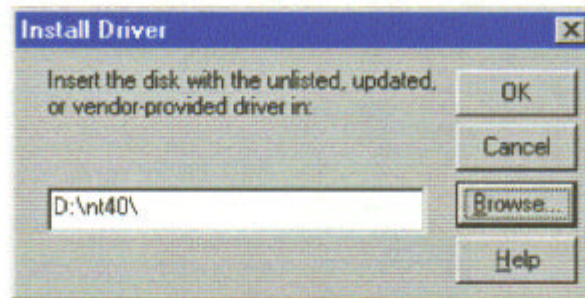 Install Driver
Insert the disk with the unlisted, updated,
or vendor-provided driver in:
OK
Cancel
D:\nt40\
Browse...
Help